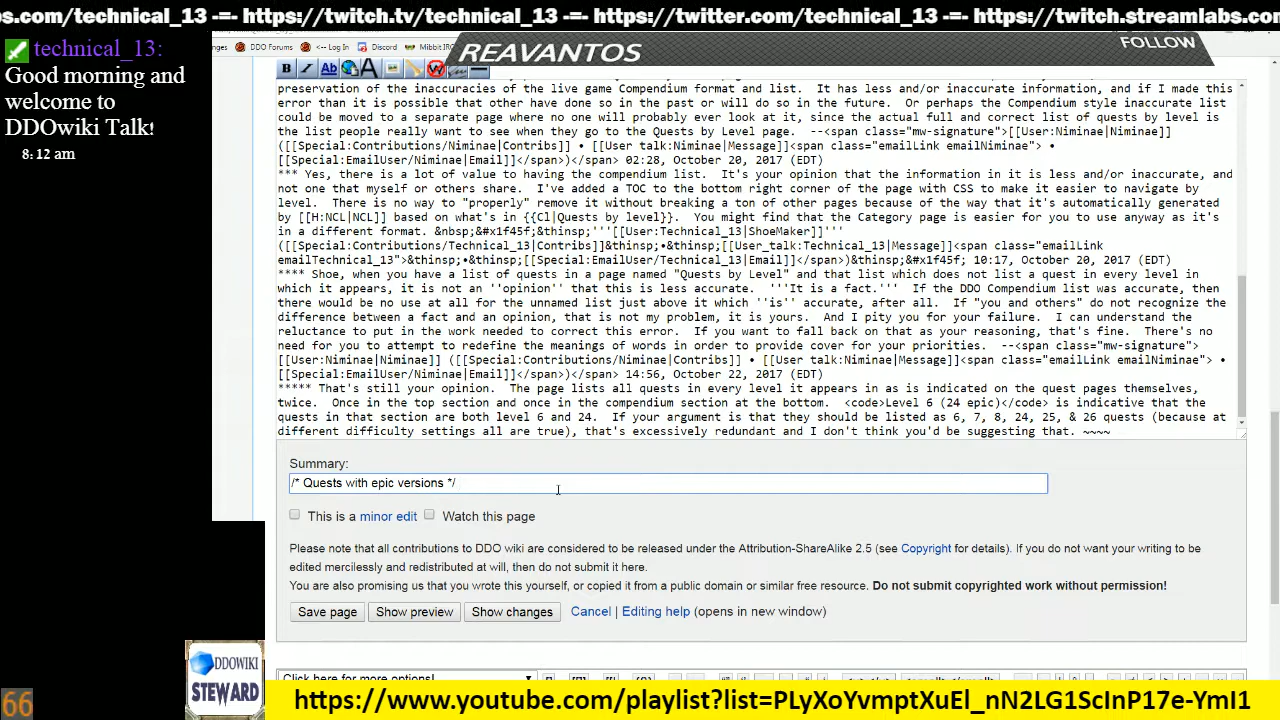 s.com/technical_13 -=- https://twitch.tv/technical_13 -=- https://twitter.com/technical_13 -=- https://twitch.streamlabs.co
technical_13:
Good morning and
welcome to
DDOwiki Talk!
8:12 am
nges DDO Forums <-- Log In Discord Mibbit IR
REAVANTOS
FOLLOW
B I Ab A W
preservation of the inaccuracies of the live game Compendium format and list.  It has less and/or inaccurate information, and if I made this
error than it is possible that other have done so in the past or will do so in the future.  Or perhaps the Compendium style inaccurate list
could be moved to a separate page where no one will probably ever look at it, since the actual full and correct list of quests by level is
the list people really want to see when they go to the Quests by Level page.  --<span class="mw-signature">[[User:Niminae|Niminae]]
([[Special:Contributions/Niminae|Contribs]] • [[User talk:Niminae|Message]]<span class="emailLink emailNiminae"> •
[[Special:EmailUser/Niminae|Email]]</span>)</span> 02:28, October 20, 2017 (EDT)
*** Yes, there is a lot of value to having the compendium list.  It's your opinion that the information in it is less and/or inaccurate, and
not one that myself or others share.  I've added a TOC to the bottom right corner of the page with CSS to make it easier to navigate by
level.  There is no way to "properly" remove it without breaking a ton of other pages because of the way that it's automatically generated
by [[H:NCL|NCL]] based on what's in {{Cl|Quests by level}}.  You might find that the Category page is easier for you to use anyway as it's
in a different format. &nbsp;&#x1f45f;'''[[User:Technical_13|ShoeMaker]]'''
([[Special:Contributions/Technical_13|Contribs]]&thinsp;•&thinsp;[[User_talk:Technical_13|Message]]<span class="emailLink
emailTechnical_13">&thinsp;•&thinsp;[[Special:EmailUser/Technical_13|Email]]</span>)&thinsp;&#x1f45f; 10:17, October 20, 2017 (EDT)
**** Shoe, when you have a list of quests in a page named "Quests by Level" and that list which does not list a quest in every level in
which it appears, it is not an ''opinion'' that this is less accurate.  '''It is a fact.'''  If the DDO Compendium list was accurate, then
there would be no use at all for the unnamed list just above it which ''is'' accurate, after all.  If "you and others" do not recognize the
difference between a fact and an opinion, that is not my problem, it is yours.  And I pity you for your failure.  I can understand the
reluctance to put in the work needed to correct this error.  If you want to fall back on that as your reasoning, that's fine.  There's no
need for you to attempt to redefine the meanings of words in order to provide cover for your priorities.  --<span class="mw-signature">
[[User:Niminae|Niminae]] ([[Special:Contributions/Niminae|Contribs]] • [[User talk:Niminae|Message]]<span class="emailLink emailNiminae"> •
[[Special:EmailUser/Niminae|Email]]</span>)</span> 14:56, October 22, 2017 (EDT)
***** That's still your opinion.  The page lists all quests in every level it appears in as is indicated on the quest pages themselves,
twice.  Once in the top section and once in the compendium section at the bottom.  <code>Level 6 (24 epic)</code> is indicative that the
quests in that section are both level 6 and 24.  If your argument is that they should be listed as 6, 7, 8, 24, 25, & 26 quests (because at
different difficulty settings all are true), that's excessively redundant and I don't think you'd be suggesting that. ~~~~
Summary:
/* Quests with epic versions */
This is a minor edit Watch this page
Please note that all contributions to DDO wiki are considered to be released under the Attribution-ShareAlike 2.5 (see Copyright for details). If you do not want your writing to be
edited mercilessly and redistributed at will, then do not submit it here.
You are also promising us that you wrote this yourself, or copied it from a public domain or similar free resource. Do not submit copyrighted work without permission!
Save page Show preview Show changes Cancel | Editing help (opens in new window)
Click here for more options!
DDOWIKI
STEWARD
66
https://www.youtube.com/playlist?list=PLyXoYvmptXuEl_nN2LG1ScInP17e-YmI1